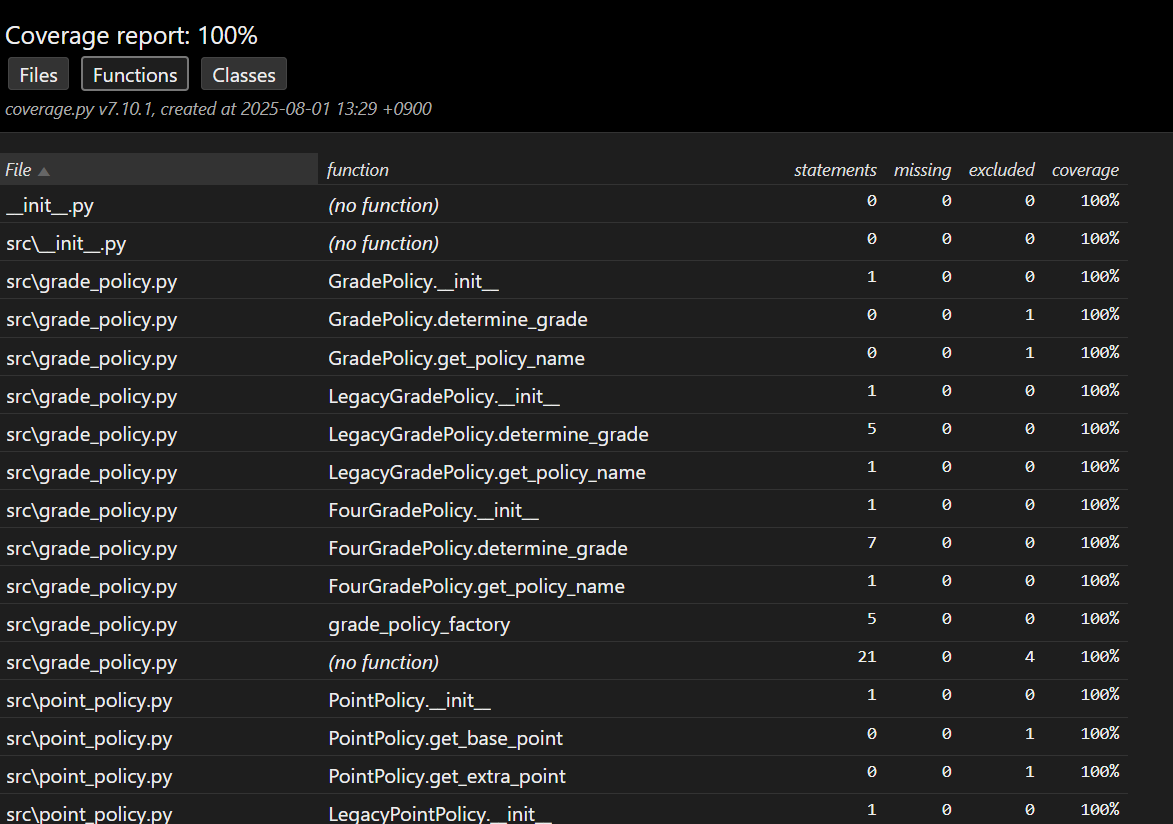 Coverage report: 100%
Files Functions Classes
coverage.py v7.10.1, created at 2025-08-01 13:29 +0900
File function statements missing excluded coverage
__init__.py (no function) 0 0 0 100%
src\__init__.py (no function) 0 0 0 100%
src\grade_policy.py GradePolicy.__init__ 1 0 0 100%
src\grade_policy.py GradePolicy.determine_grade 0 0 1 100%
src\grade_policy.py GradePolicy.get_policy_name 0 0 1 100%
src\grade_policy.py LegacyGradePolicy.__init__ 1 0 0 100%
src\grade_policy.py LegacyGradePolicy.determine_grade 5 0 0 100%
src\grade_policy.py LegacyGradePolicy.get_policy_name 1 0 0 100%
src\grade_policy.py FourGradePolicy.__init__ 1 0 0 100%
src\grade_policy.py FourGradePolicy.determine_grade 7 0 0 100%
src\grade_policy.py FourGradePolicy.get_policy_name 1 0 0 100%
src\grade_policy.py grade_policy_factory 5 0 0 100%
src\grade_policy.py (no function) 21 0 4 100%
src\point_policy.py PointPolicy.__init__ 1 0 0 100%
src\point_policy.py PointPolicy.get_base_point 0 0 1 100%
src\point_policy.py PointPolicy.get_extra_point 0 0 1 100%
src\point_policy.py LegacyPointPolicy.__init__ 1 0 0 100%